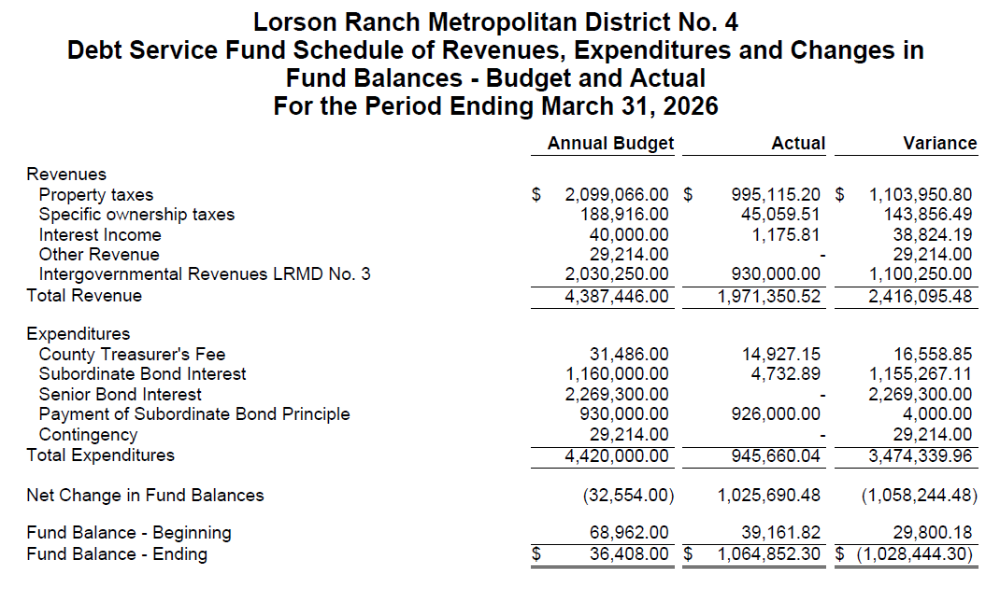 Lorson Ranch Metropolitan District No. 4
Debt Service Fund Schedule of Revenues, Expenditures and Changes in
Fund Balances - Budget and Actual
For the Period Ending March 31, 2026
Annual Budget Actual Variance
Revenues
Property taxes $ 2,099,066.00 $ 995,115.20 $ 1,103,950.80
Specific ownership taxes 188,916.00 45,059.51 143,856.49
Interest Income 40,000.00 1,175.81 38,824.19
Other Revenue 29,214.00 - 29,214.00
Intergovernmental Revenues LRMD No. 3 2,030,250.00 930,000.00 1,100,250.00
Total Revenue 4,387,446.00 1,971,350.52 2,416,095.48
Expenditures
County Treasurer's Fee 31,486.00 14,927.15 16,558.85
Subordinate Bond Interest 1,160,000.00 4,732.89 1,155,267.11
Senior Bond Interest 2,269,300.00 - 2,269,300.00
Payment of Subordinate Bond Principle 930,000.00 926,000.00 4,000.00
Contingency 29,214.00 - 29,214.00
Total Expenditures 4,420,000.00 945,660.04 3,474,339.96
Net Change in Fund Balances (32,554.00) 1,025,690.48 (1,058,244.48)
Fund Balance - Beginning 68,962.00 39,161.82 29,800.18
Fund Balance - Ending $ 36,408.00 $ 1,064,852.30 $ (1,028,444.30)